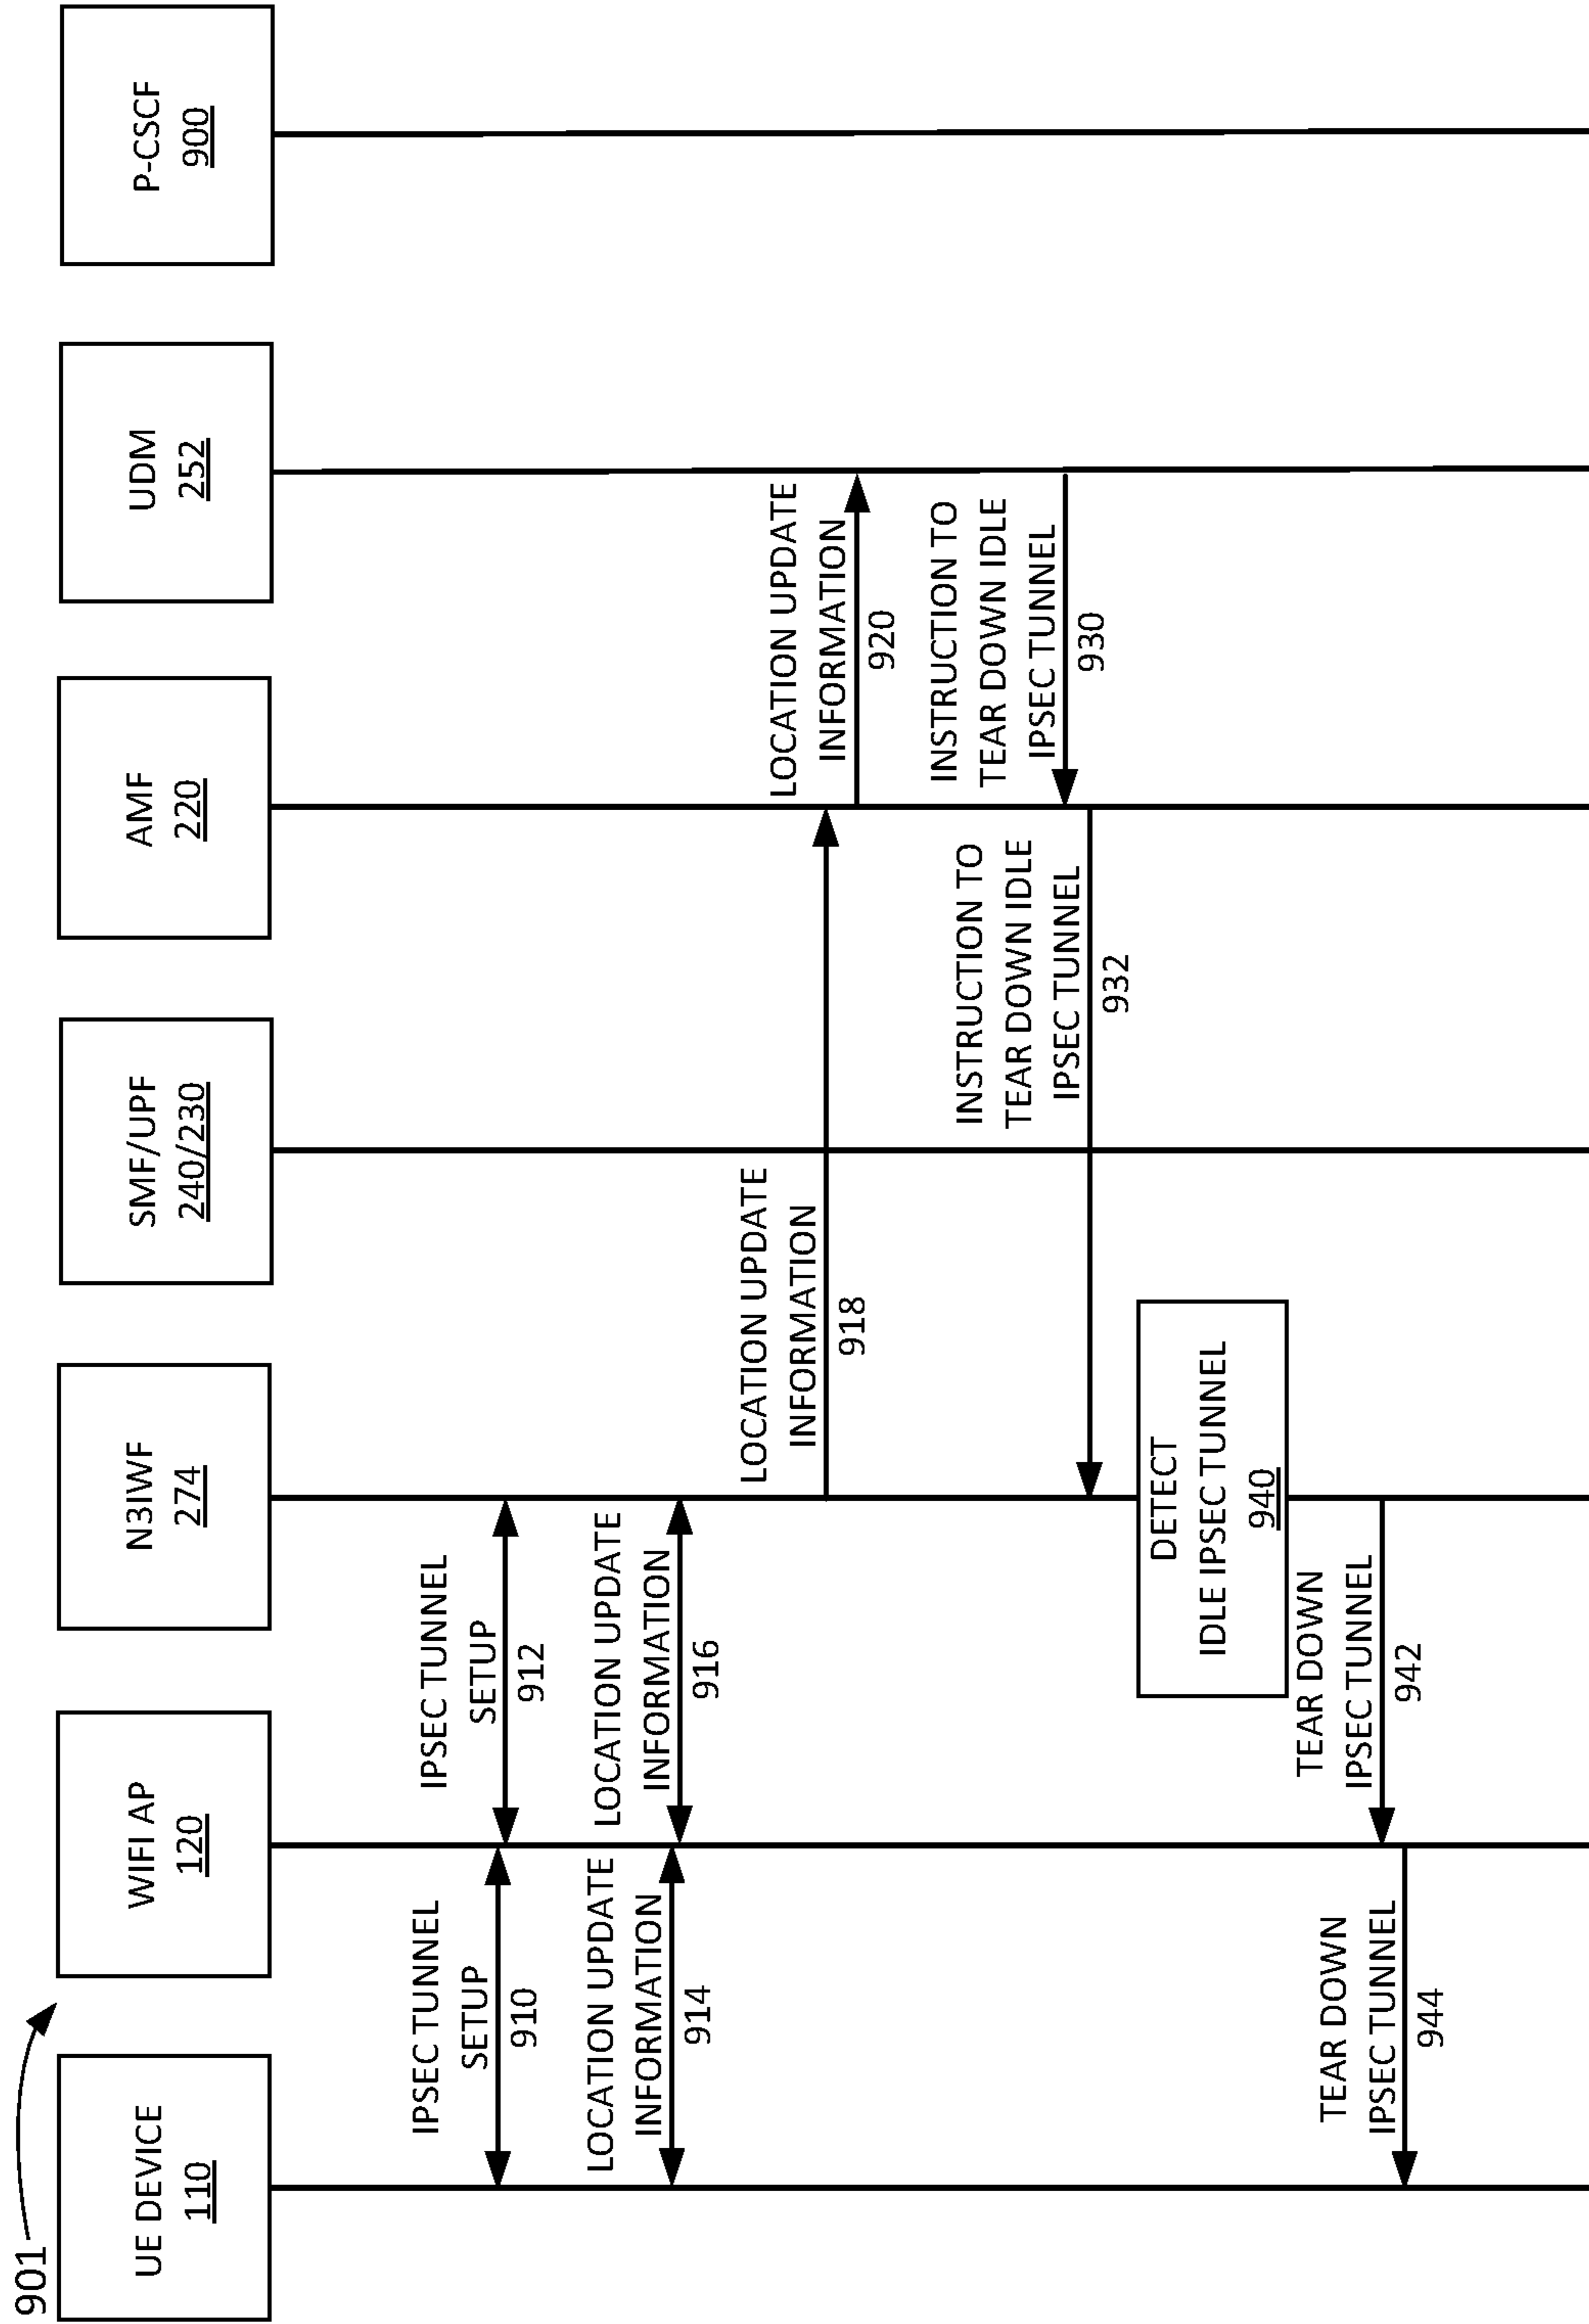 901
UE DEVICE
110
WIFI AP
120
N3IWF
274
SMF/UPF
240/230
AMF
220
UDM
252
P-CSCF
900
IPSEC TUNNEL
SETUP
910
IPSEC TUNNEL
SETUP
912
LOCATION UPDATE
INFORMATION
914
LOCATION UPDATE
INFORMATION
916
LOCATION UPDATE
INFORMATION
918
LOCATION UPDATE
INFORMATION
920
INSTRUCTION TO
TEAR DOWN IDLE
IPSEC TUNNEL
930
INSTRUCTION TO
TEAR DOWN IDLE
IPSEC TUNNEL
932
DETECT
IDLE IPSEC TUNNEL
940
TEAR DOWN
IPSEC TUNNEL
942
TEAR DOWN
IPSEC TUNNEL
944